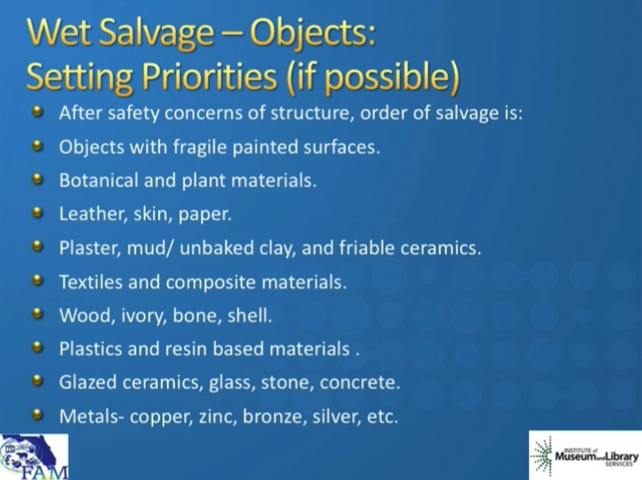 Wet Salvage – Objects:
Setting Priorities (if possible)
After safety concerns of structure, order of salvage is:
Objects with fragile painted surfaces.
Botanical and plant materials.
Leather, skin, paper.
Plaster, mud/ unbaked clay, and friable ceramics.
Textiles and composite materials.
Wood, ivory, bone, shell.
Plastics and resin based materials .
Glazed ceramics, glass, stone, concrete.
Metals- copper, zinc, bronze, silver, etc.
FAM
INSTITUTE of
MuseumandLibrary
SERVICES